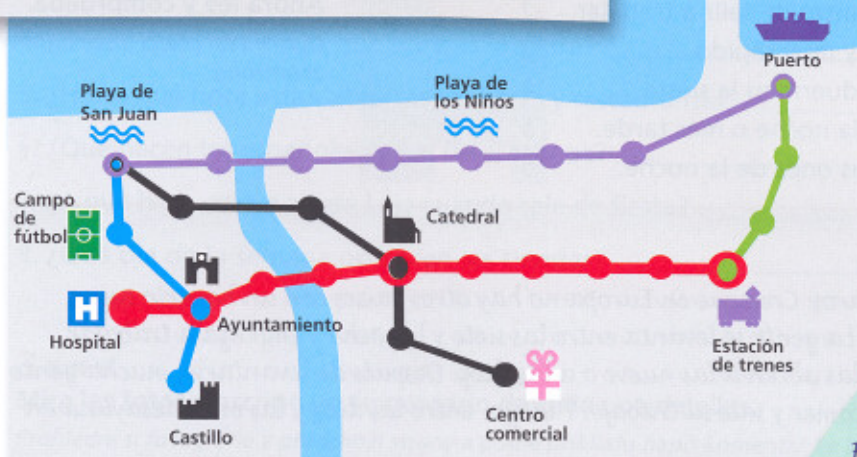 Puerto
Playa de
San Juan
Playa de
los Niños
Campo
de
fútbol
Catedral
H
Hospital
Ayuntamiento
Estación
de trenes
Castillo
Centro
comercial